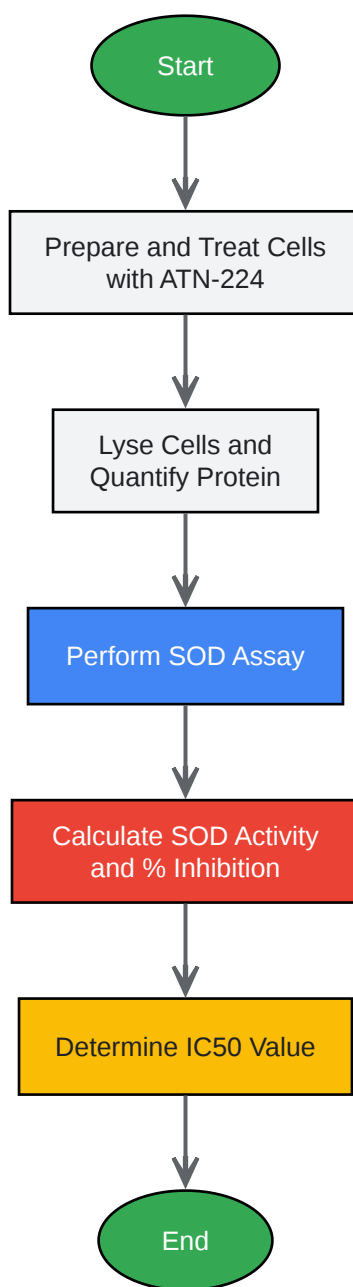 Start
Prepare and Treat Cells
with ATN-224
Lyse Cells and
Quantify Protein
Perform SOD Assay
Calculate SOD Activity
and % Inhibition
Determine IC50 Value
End